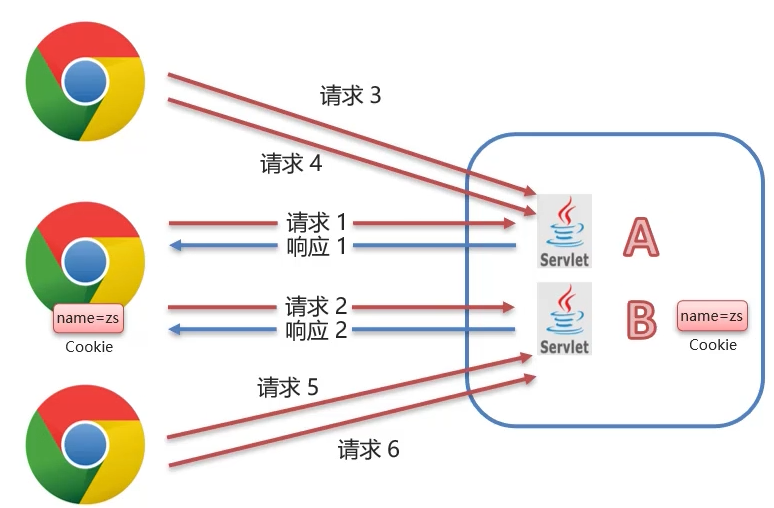 请求 3
请求 4
请求 1
响应 1
Servlet
A
请求 2
响应 2
name=zs
Cookie
Servlet
B
name=zs
Cookie
请求 5
请求 6